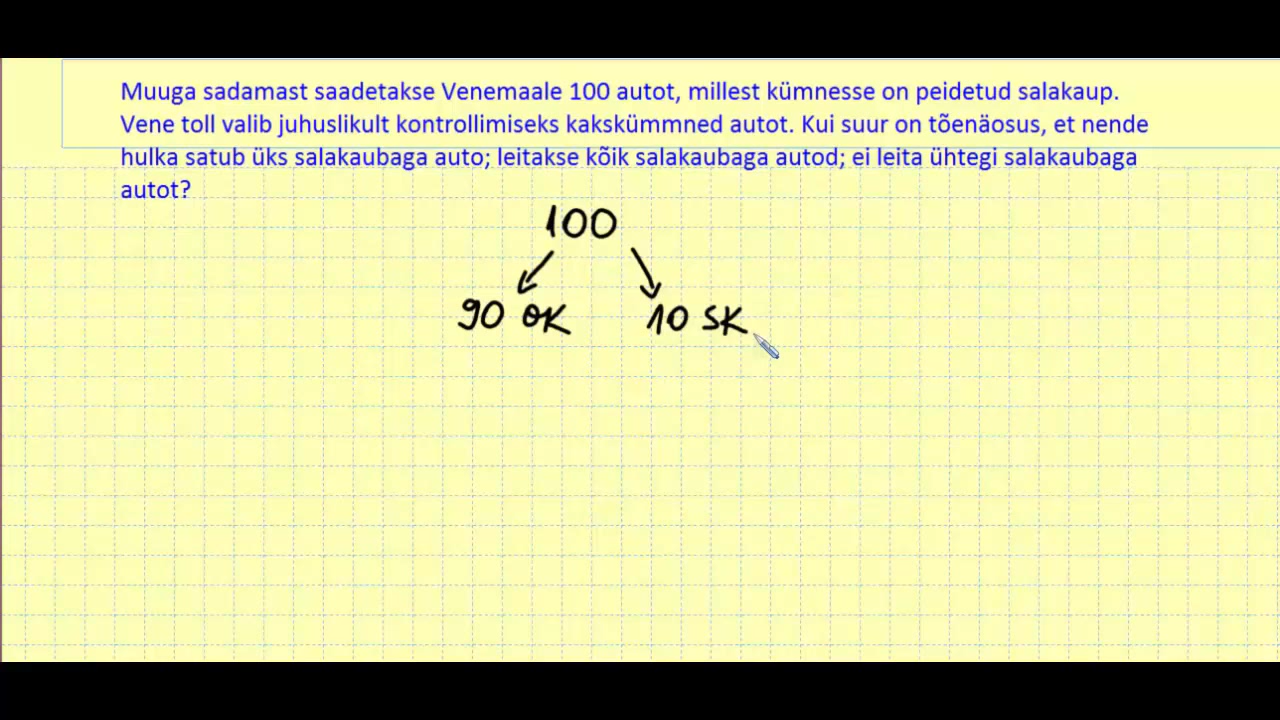 Muuga sadamast saadetakse Venemaale 100 autot, millest kümnesse on peidetud salakaup.
Vene toll valib juhuslikult kontrollimiseks kakskümmned autot. Kui suur on tõenäosus, et nende
hulka satub üks salakaubaga auto; leitakse kõik salakaubaga autod; ei leita ühtegi salakaubaga
autot?
100
90 OK 10 SK